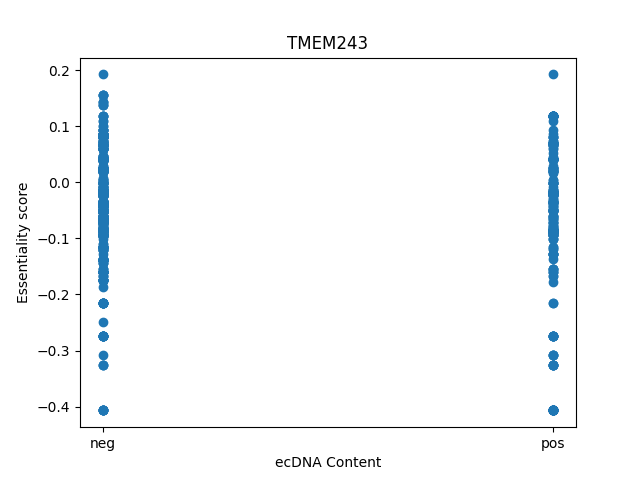 TMEM243
Essentiality score
0.2
0.1
0.0
−0.1
−0.2
−0.3
−0.4
neg
pos
ecDNA Content